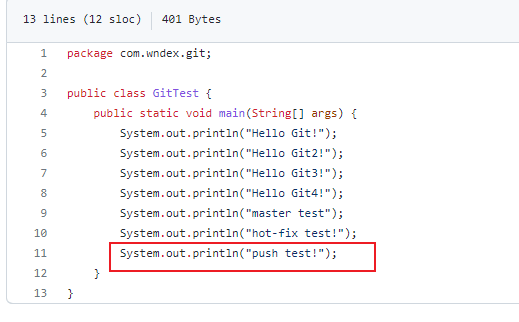 13 lines (12 sloc) 401 Bytes
1 package com.wndex.git;
2
3 public class GitTest {
4     public static void main(String[] args) {
5         System.out.println("Hello Git!");
6         System.out.println("Hello Git2!");
7         System.out.println("Hello Git3!");
8         System.out.println("Hello Git4!");
9         System.out.println("master test");
10         System.out.println("hot-fix test!");
11         System.out.println("push test!");
12     }
13 }